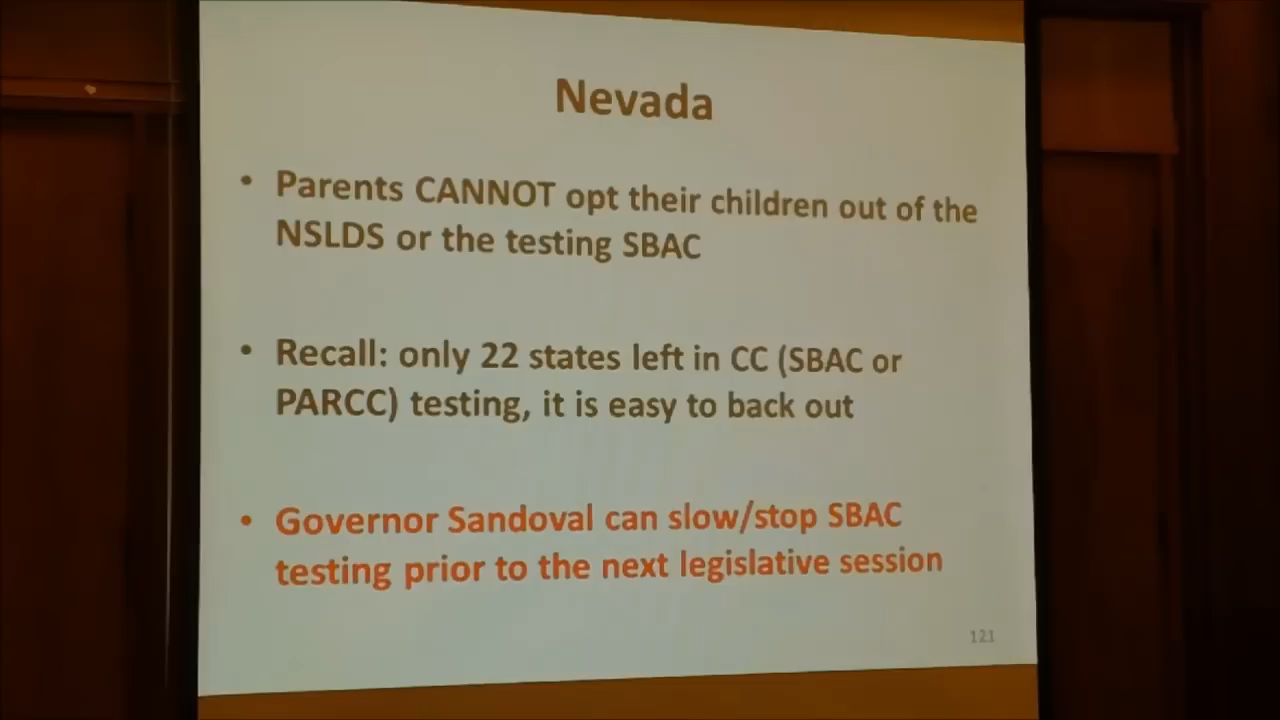 Nevada
• Parents CANNOT opt their children out of the
NSLDS or the testing SBAC
• Recall: only 22 states left in CC (SBAC or
PARCC) testing, it is easy to back out
• Governor Sandoval can slow/stop SBAC
testing prior to the next legislative session
121